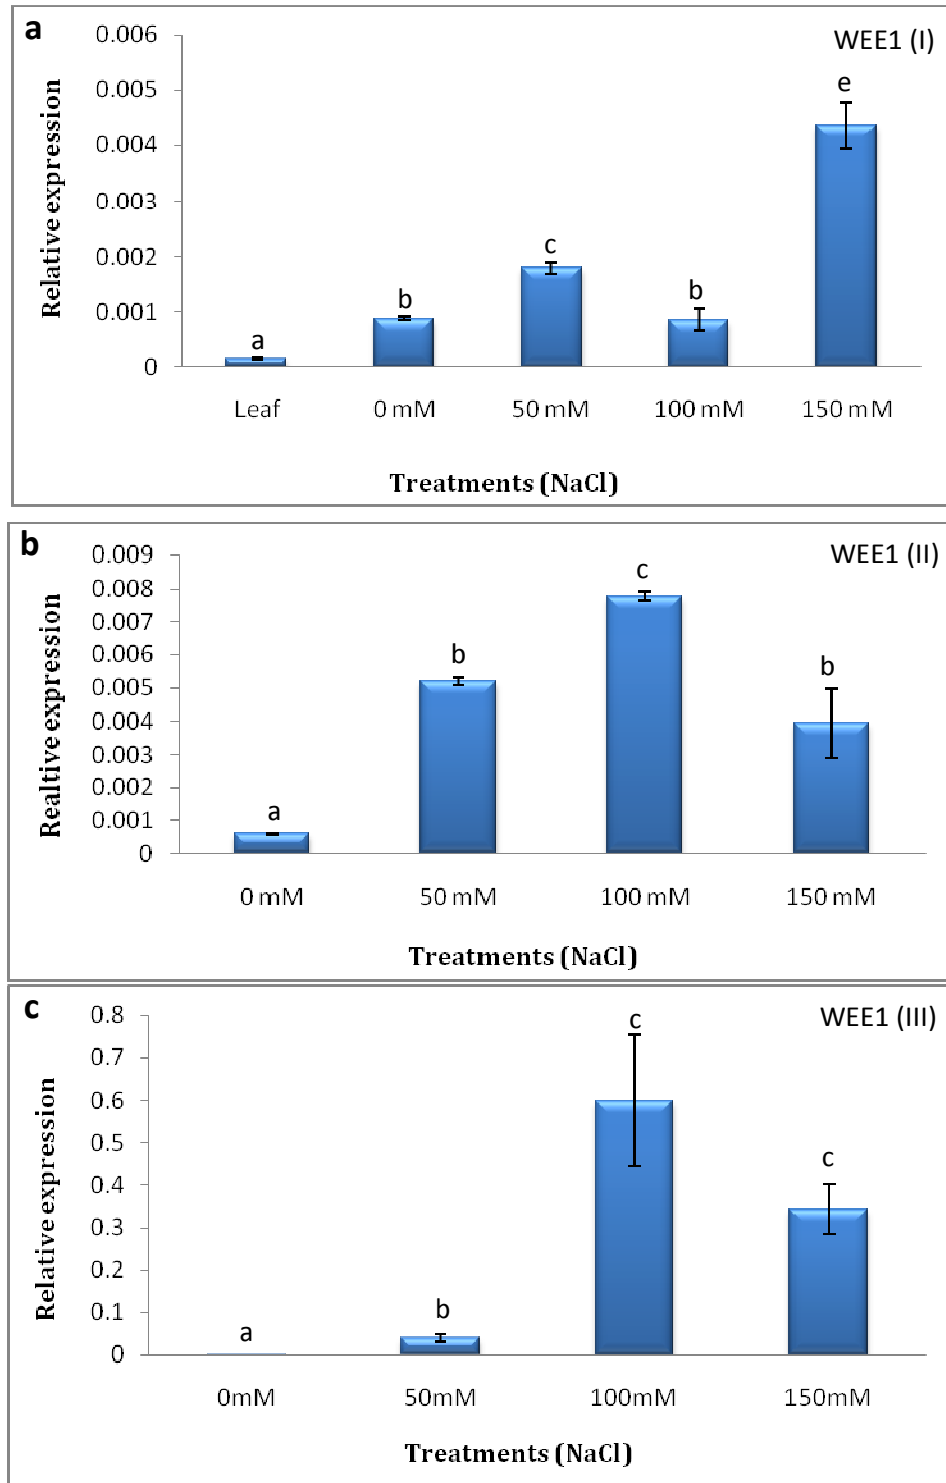 a
WEE1 (I)
Relative expression
0.006
0.005
0.004
0.003
0.002
0.001
0
a
b
c
b
e
Leaf
0 mM
50 mM
100 mM
150 mM
Treatments (NaCl)
b
WEE1 (II)
Realtive expression
0.009
0.008
0.007
0.006
0.005
0.004
0.003
0.002
0.001
0
a
b
c
b
0 mM
50 mM
100 mM
150 mM
Treatments (NaCl)
c
WEE1 (III)
Relative expression
0.8
0.7
0.6
0.5
0.4
0.3
0.2
0.1
0
a
b
c
c
0mM
50mM
100mM
150mM
Treatments (NaCl)